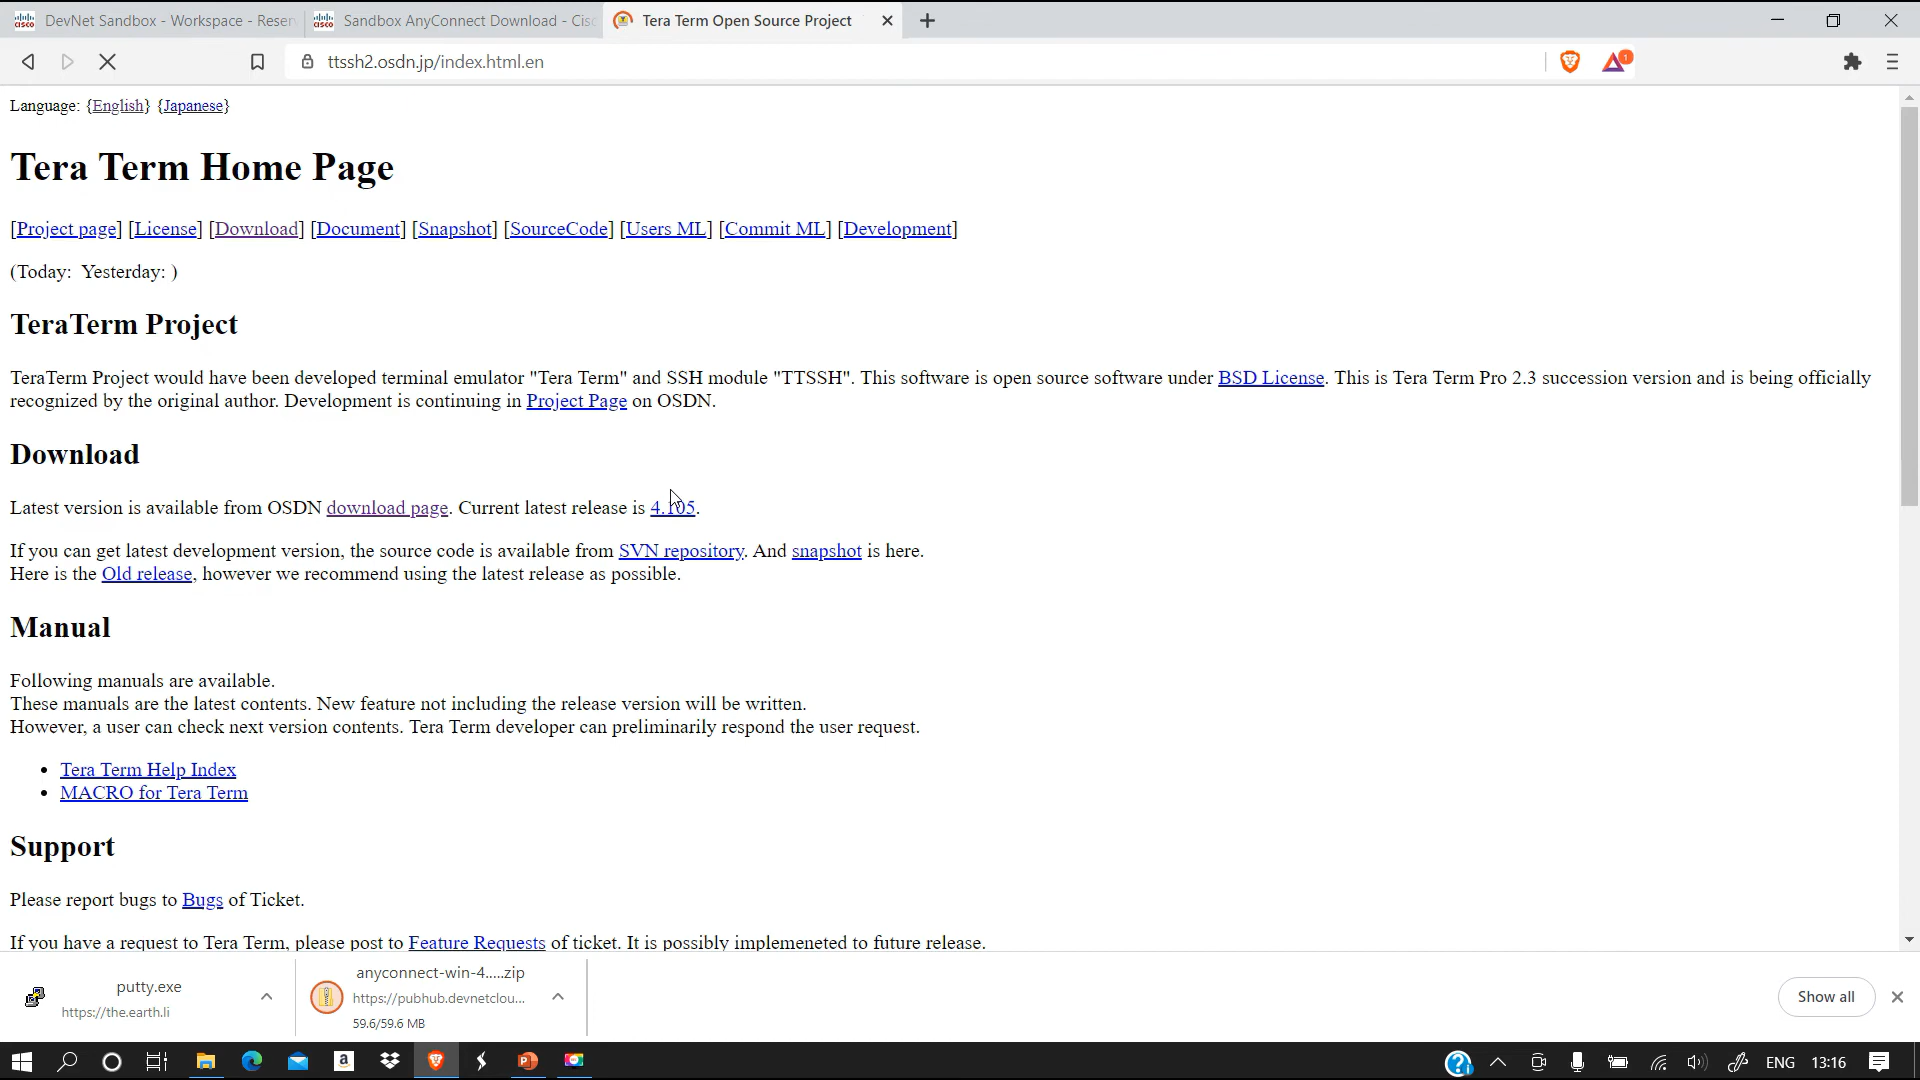 DevNet Sandbox - Workspace - Reser
Sandbox AnyConnect Download - Cisc
Tera Term Open Source Project
ttssh2.osdn.jp/index.html.en
1
Language: {English} {Japanese}
Tera Term Home Page
[Project page] [License] [Download] [Document] [Snapshot] [SourceCode] [Users ML] [Commit ML] [Development]
(Today:  Yesterday: )
TeraTerm Project
TeraTerm Project would have been developed terminal emulator "Tera Term" and SSH module "TTSSH". This software is open source software under BSD License. This is Tera Term Pro 2.3 succession version and is being officially
recognized by the original author. Development is continuing in Project Page on OSDN.
Download
Latest version is available from OSDN download page. Current latest release is 4.105.
If you can get latest development version, the source code is available from SVN repository. And snapshot is here.
Here is the Old release, however we recommend using the latest release as possible.
Manual
Following manuals are available.
These manuals are the latest contents. New feature not including the release version will be written.
However, a user can check next version contents. Tera Term developer can preliminarily respond the user request.
Tera Term Help Index
MACRO for Tera Term
Support
Please report bugs to Bugs of Ticket.
If you have a request to Tera Term, please post to Feature Requests of ticket. It is possibly implemeneted to future release.
putty.exe
https://the.earth.li
anyconnect-win-4.....zip
https://pubhub.devnetclou...
59.6/59.6 MB
Show all
ENG
13:16